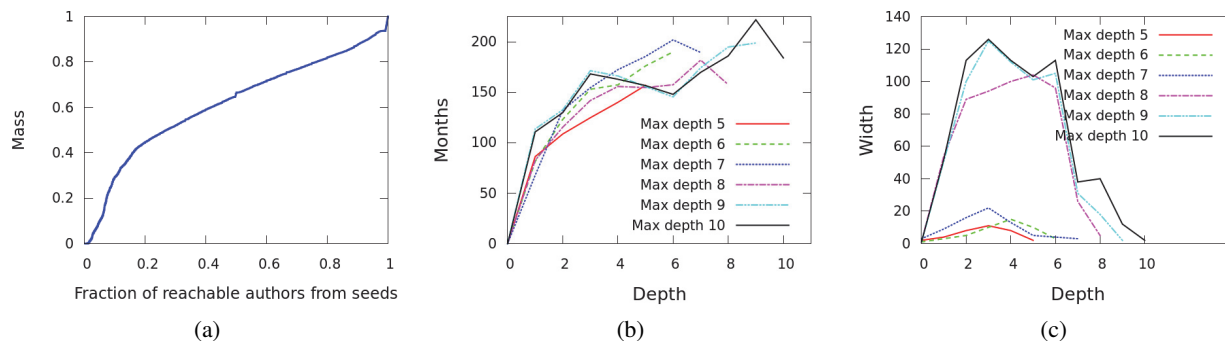 1
0.8
0.6
0.4
0.2
0
0 0.2 0.4 0.6 0.8 1
Mass
Fraction of reachable authors from seeds
(a)
200
150
100
50
0
0 2 4 6 8 10
Months
Depth
Max depth 5
Max depth 6
Max depth 7
Max depth 8
Max depth 9
Max depth 10
(b)
140
120
100
80
60
40
20
0
0 2 4 6 8 10
Width
Depth
Max depth 5
Max depth 6
Max depth 7
Max depth 8
Max depth 9
Max depth 10
(c)